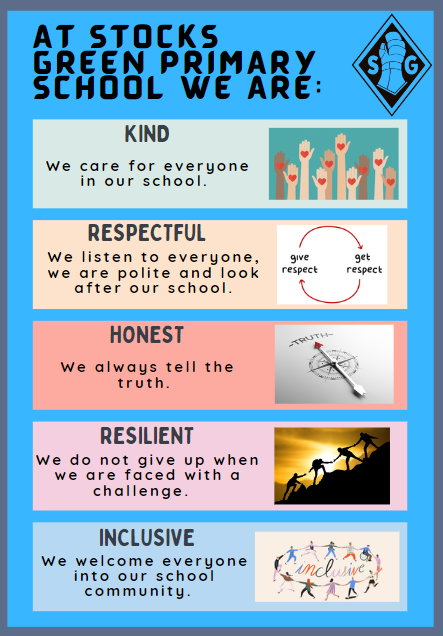 AT STOCKS
GREEN PRIMARY
SCHOOL WE ARE:
S G
KIND
We care for everyone
in our school.
RESPECTFUL
We listen to everyone,
we are polite and look
after our school.
give
respect
get
respect
HONEST
We always tell the
truth.
TRUTH
RESILIENT
We do not give up when
we are faced with a
challenge.
INCLUSIVE
We welcome everyone
into our school
community.
inclusive